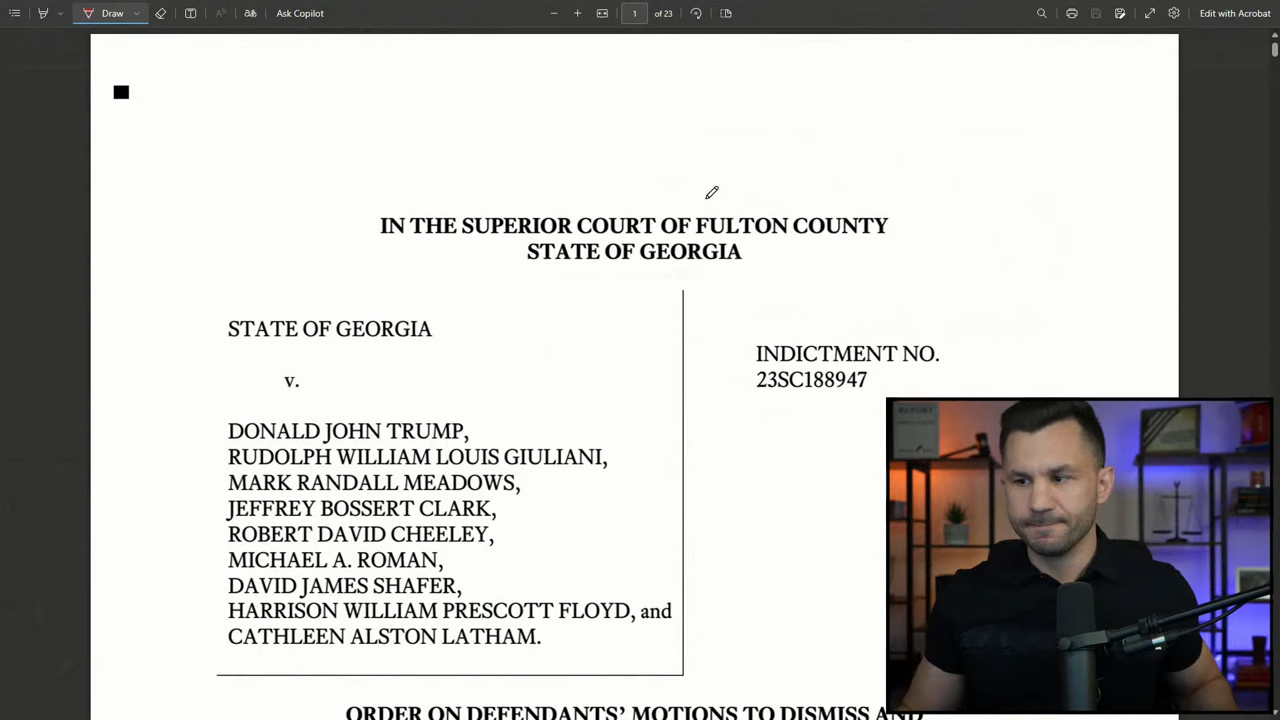 Draw
Ask Copilot
1 of 23
Edit with Acrobat
IN THE SUPERIOR COURT OF FULTON COUNTY
STATE OF GEORGIA
STATE OF GEORGIA
v.
DONALD JOHN TRUMP,
RUDOLPH WILLIAM LOUIS GIULIANI,
MARK RANDALL MEADOWS,
JEFFREY BOSSERT CLARK,
ROBERT DAVID CHEELEY,
MICHAEL A. ROMAN,
DAVID JAMES SHAFER,
HARRISON WILLIAM PRESCOTT FLOYD, and
CATHLEEN ALSTON LATHAM.
INDICTMENT NO.
23SC188947
ORDER ON DEFENDANTS’ MOTIONS TO DISMISS AND